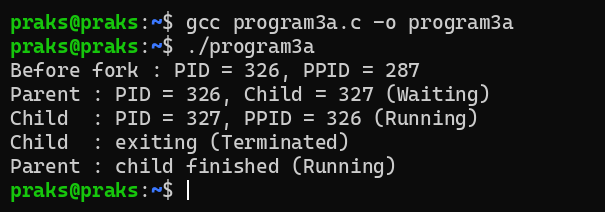 praks@praks:~$ gcc program3a.c -o program3a
praks@praks:~$ ./program3a
Before fork : PID = 326, PPID = 287
Parent : PID = 326, Child = 327 (Waiting)
Child  : PID = 327, PPID = 326 (Running)
Child  : exiting (Terminated)
Parent : child finished (Running)
praks@praks:~$